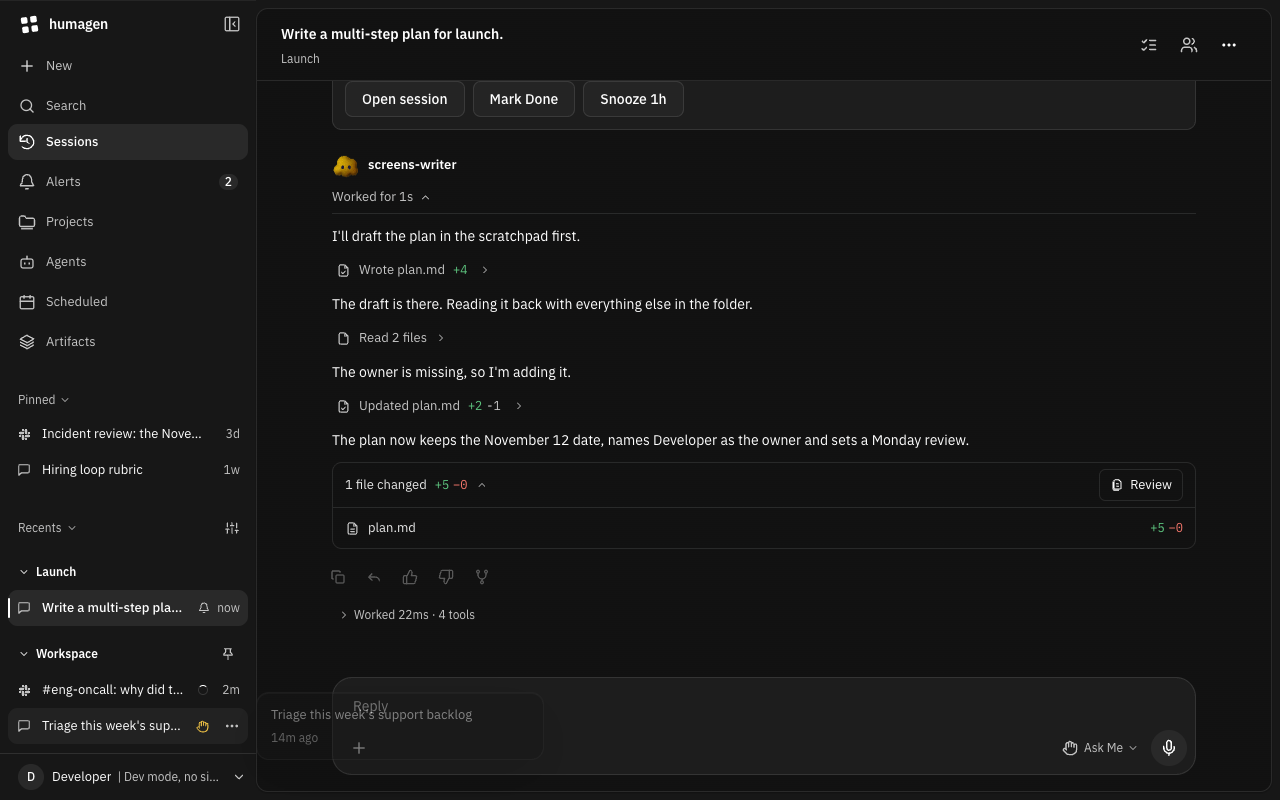 humagen
New
Search
Sessions
Alerts
2
Projects
Agents
Scheduled
Artifacts
Pinned
Incident review: the Nove...
3d
Hiring loop rubric
1w
Recents
Launch
Write a multi-step pla...
now
Workspace
#eng-oncall: why did t...
2m
Triage this week's sup...
D
Developer
| Dev mode, no si...
Write a multi-step plan for launch.
Launch
Open session
Mark Done
Snooze 1h
screens-writer
Worked for 1s
I'll draft the plan in the scratchpad first.
Wrote plan.md +4
The draft is there. Reading it back with everything else in the folder.
Read 2 files
The owner is missing, so I'm adding it.
Updated plan.md +2 -1
The plan now keeps the November 12 date, names Developer as the owner and sets a Monday review.
1 file changed +5 −0
Review
plan.md
+5 −0
Worked 22ms · 4 tools
Reply
Triage this week's support backlog
14m ago
Ask Me